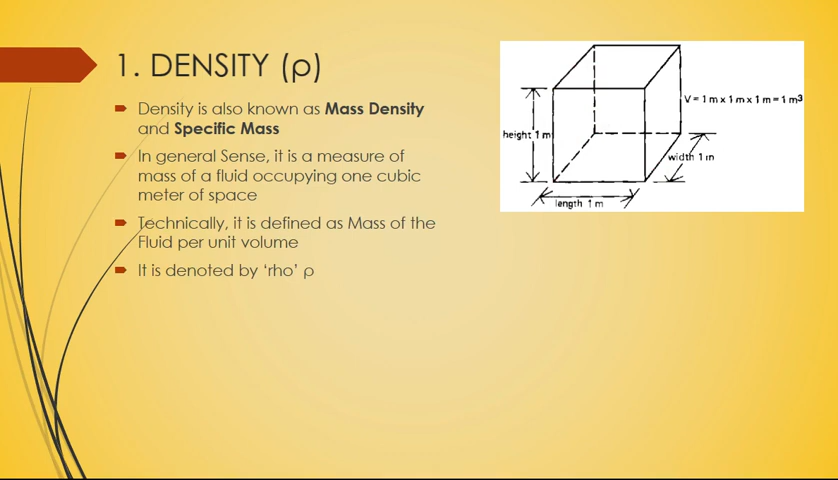 1. DENSITY (ρ)
Density is also known as Mass Density
and Specific Mass
In general Sense, it is a measure of
mass of a fluid occupying one cubic
meter of space
Technically, it is defined as Mass of the
Fluid per unit volume
It is denoted by ‘rho’ ρ
V = 1 m x 1 m x 1 m = 1 m³
height 1 m
width 1 m
length 1 m